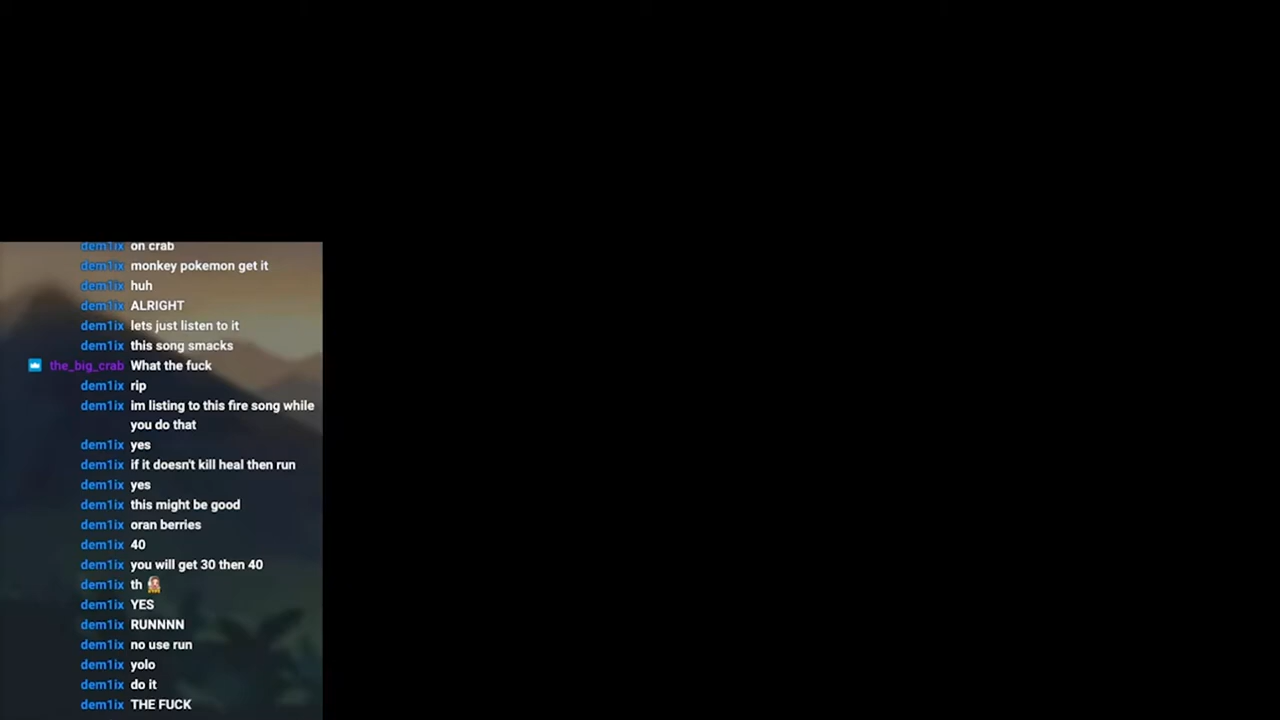 dem1ix on crab
dem1ix monkey pokemon get it
dem1ix huh
dem1ix ALRIGHT
dem1ix lets just listen to it
dem1ix this song smacks
the_big_crab What the fuck
dem1ix rip
dem1ix im listing to this fire song while
you do that
dem1ix yes
dem1ix if it doesn't kill heal then run
dem1ix yes
dem1ix this might be good
dem1ix oran berries
dem1ix 40
dem1ix you will get 30 then 40
dem1ix th
dem1ix YES
dem1ix RUNNNN
dem1ix no use run
dem1ix yolo
dem1ix do it
dem1ix THE FUCK